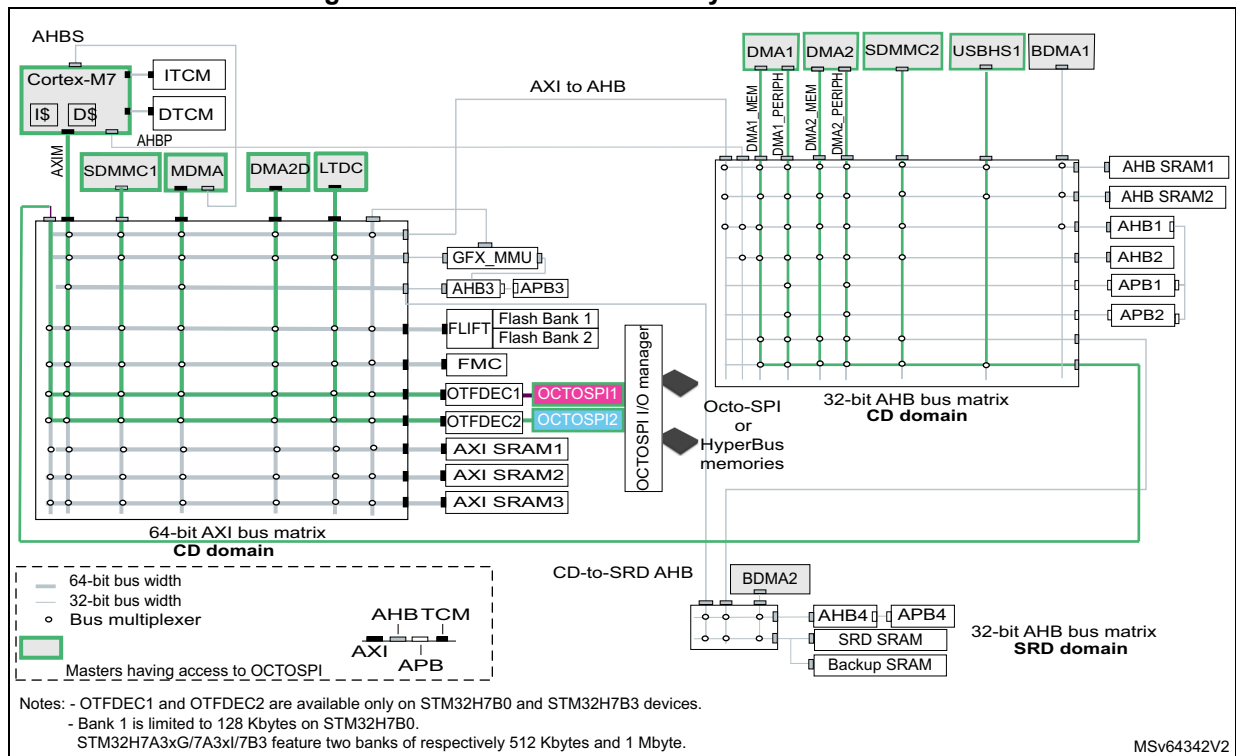 AHBS
Cortex-M7
I$ D$
ITCM
DTCM
AHBP
AXIM
SDMMC1
MDMA
DMA2D
LTDC
AXI to AHB
DMA1
DMA2
SDMMC2
USBHS1
BDMA1
DMA1_MEM
DMA1_PERIPH
DMA2_MEM
DMA2_PERIPH
AHB SRAM1
AHB SRAM2
AHB1
AHB2
APB1
APB2
32-bit AHB bus matrix
CD domain
GFX_MMU
AHB3
APB3
FLIFT
Flash Bank 1
Flash Bank 2
FMC
OTFDEC1
OCTOSPI1
OTFDEC2
OCTOSPI2
AXI SRAM1
AXI SRAM2
AXI SRAM3
OCTOSPI I/O manager
Octo-SPI
or
HyperBus
memories
64-bit AXI bus matrix
CD domain
CD-to-SRD AHB
BDMA2
AHB4
APB4
SRD SRAM
Backup SRAM
32-bit AHB bus matrix
SRD domain
64-bit bus width
32-bit bus width
Bus multiplexer
Masters having access to OCTOSPI
AHB TCM
AXI
APB
Notes: - OTFDEC1 and OTFDEC2 are available only on STM32H7B0 and STM32H7B3 devices.
- Bank 1 is limited to 128 Kbytes on STM32H7B0.
STM32H7A3xG/7A3xI/7B3 feature two banks of respectively 512 Kbytes and 1 Mbyte.
MSv64342V2